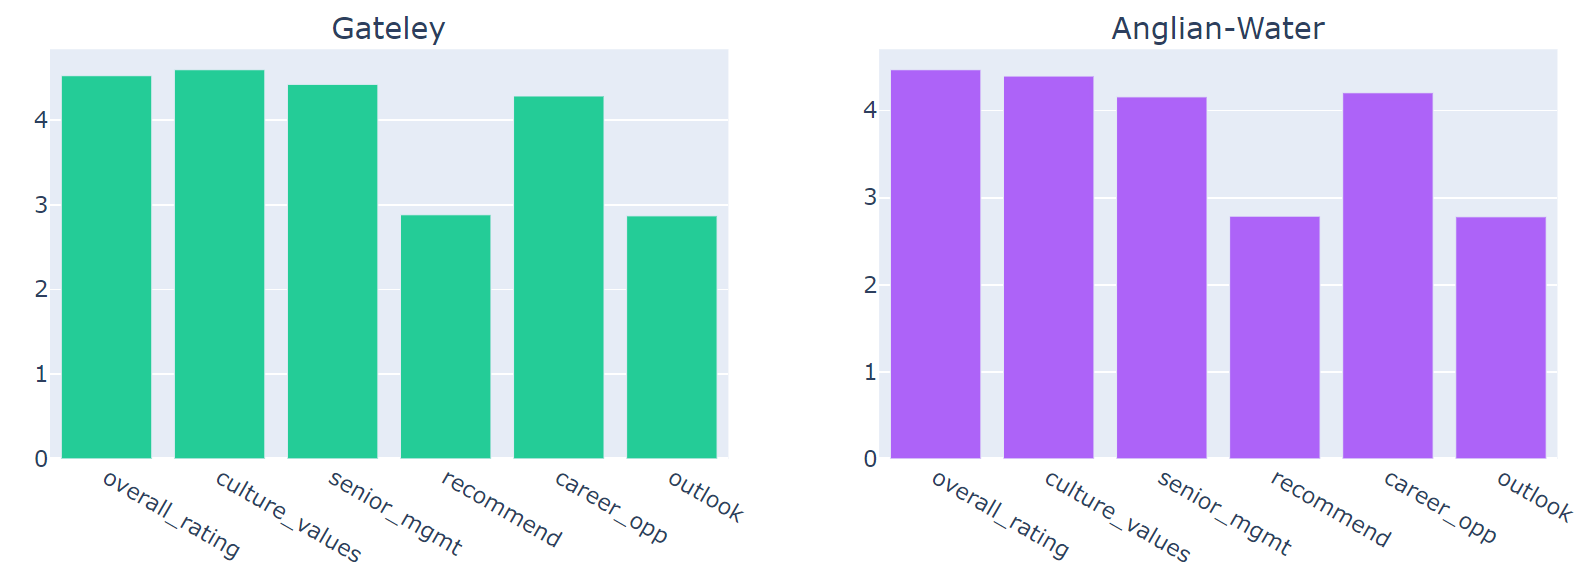 Gateley
4
3
2
1
0
overall_rating
culture_values
senior_mgmt
recommend
career_opp
outlook
Anglian-Water
4
3
2
1
0
overall_rating
culture_values
senior_mgmt
recommend
career_opp
outlook